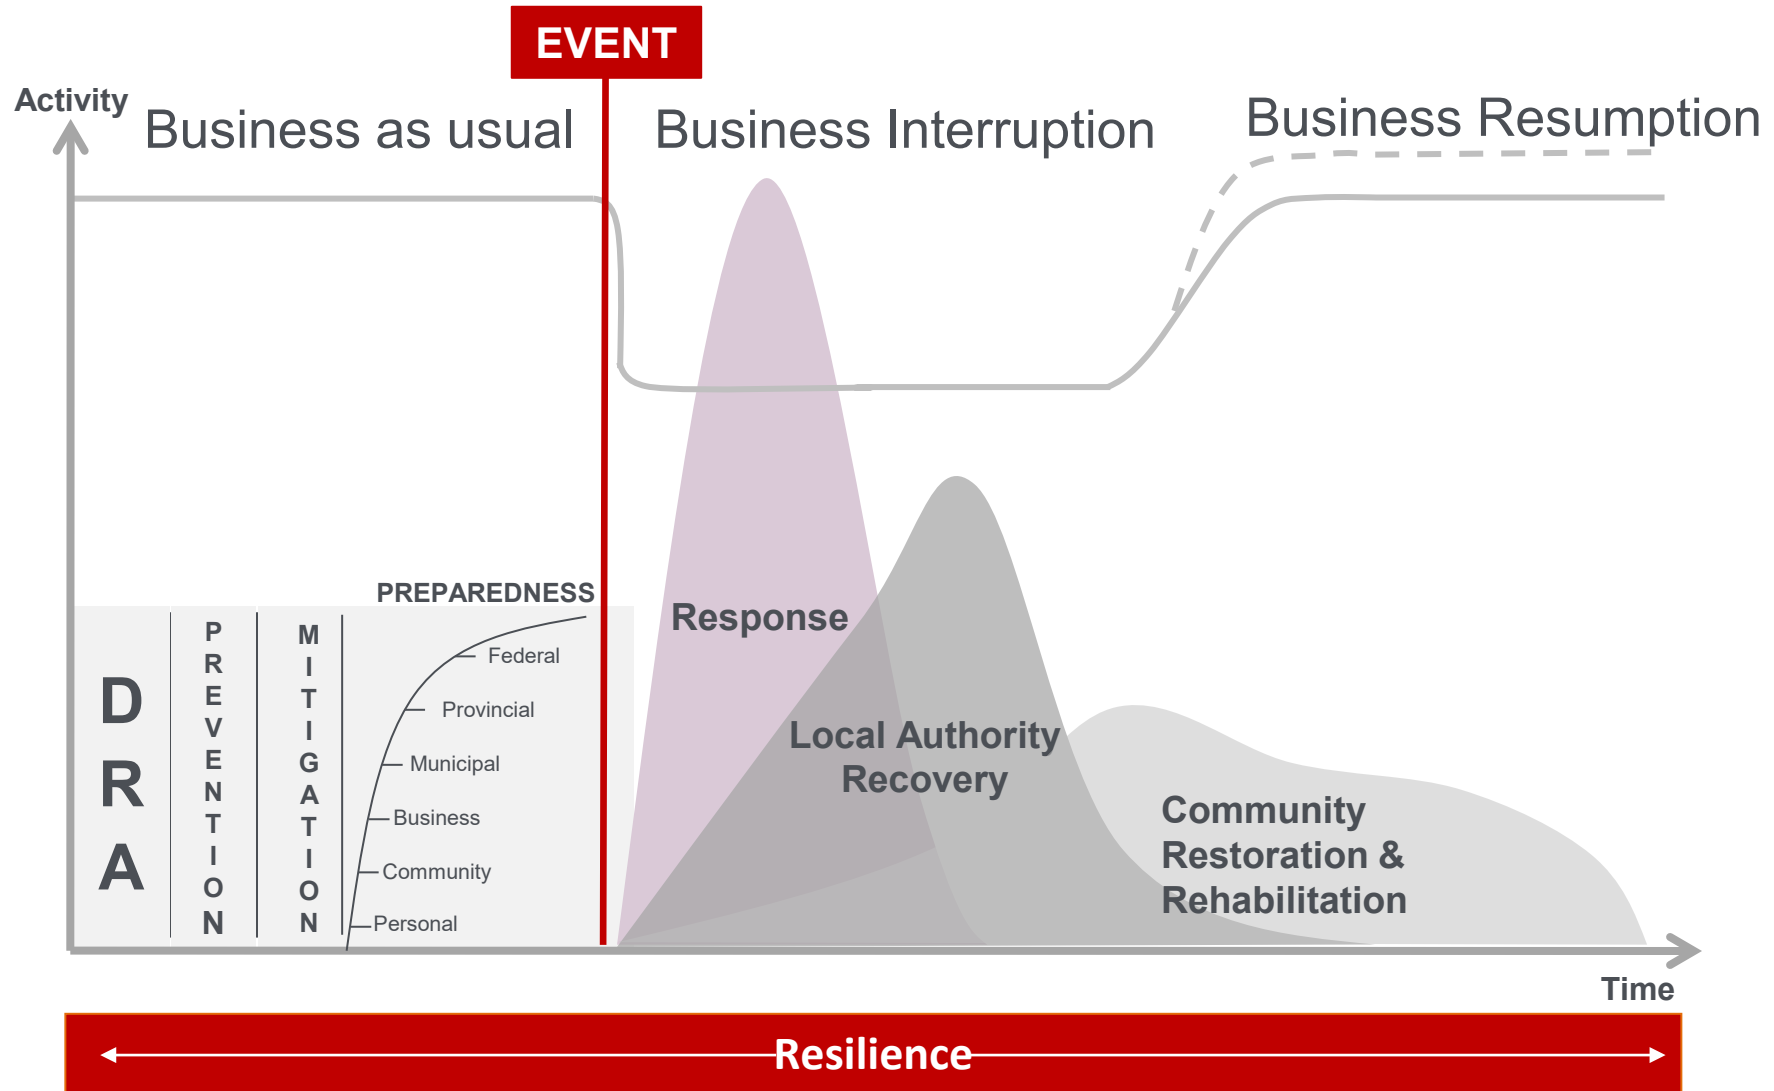 EVENT
Activity
Business as usual
Business Interruption
Business Resumption
PREPAREDNESS
DRA
PREVENTION
MITIGATION
Federal
Provincial
Municipal
Business
Community
Personal
Response
Local Authority
Recovery
Community
Restoration &
Rehabilitation
Time
Resilience